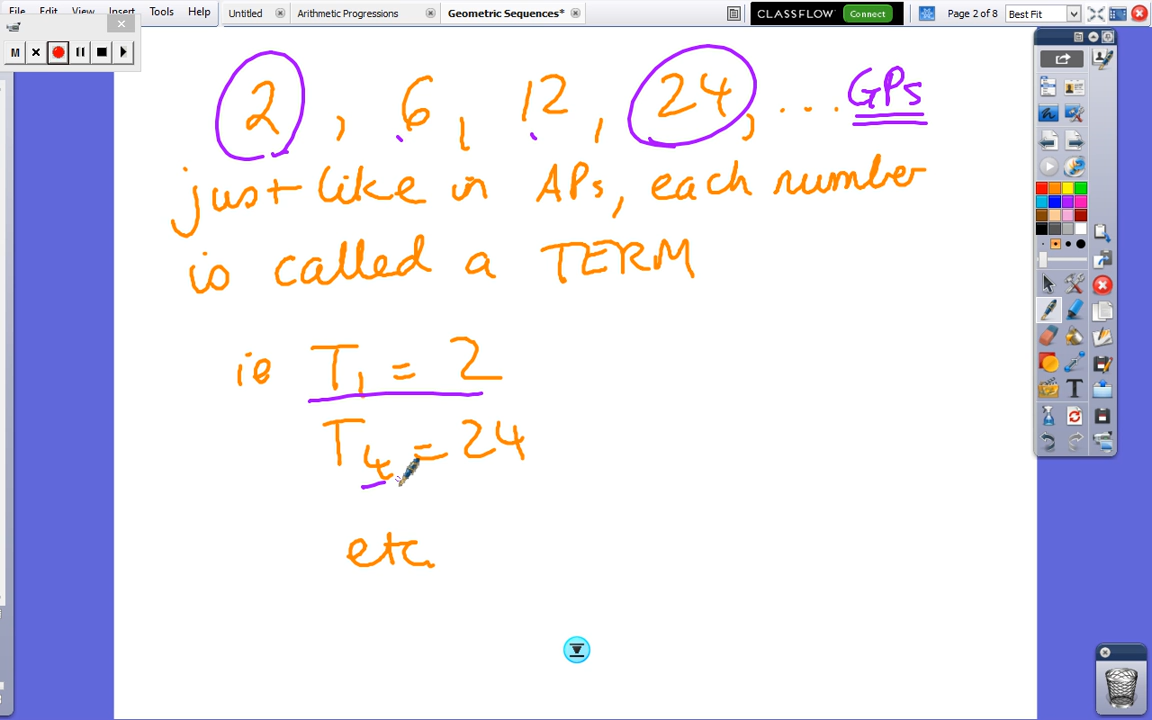 File Edit View Insert Tools Help
Untitled Arithmetic Progressions Geometric Sequences* CLASSFLOW Connect Page 2 of 8 Best Fit
M
2, 6, 12, 24, ... GPs
just like in APs, each number
is called a TERM
ie T₁ = 2
T₄ = 24
etc